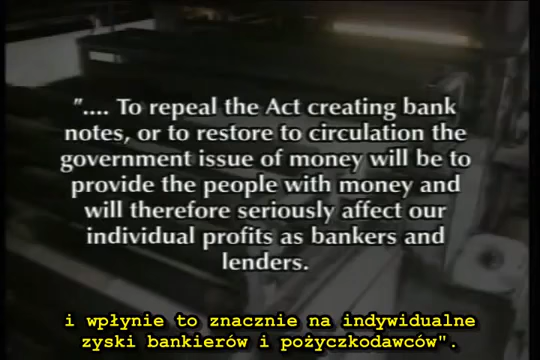 ".... To repeal the Act creating bank
notes, or to restore to circulation the
government issue of money will be to
provide the people with money and
will therefore seriously affect our
individual profits as bankers and
lenders.
i wpłynie to znacznie na indywidualne
zyski bankierów i pożyczkodawców".